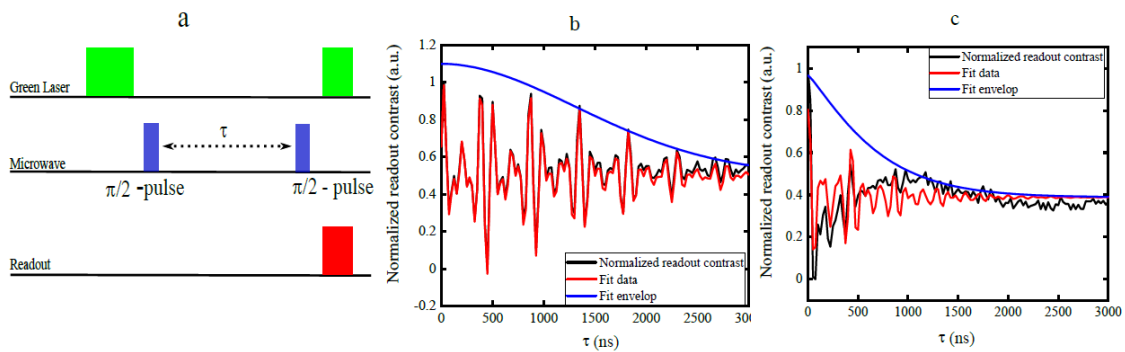 a
Green Laser
τ
Microwave
π/2 -pulse
π/2 - pulse
Readout
b
Normalized readout contrast (a.u.)
1.2
1
0.8
0.6
0.4
0.2
0
-0.2
Normalized readout contrast
Fit data
Fit envelop
0
500
1000
1500
2000
2500
3000
τ (ns)
c
Normalized readout contrast (a.u.)
1
0.8
0.6
0.4
0.2
0
Normalized readout contrast
Fit data
Fit envelop
0
500
1000
1500
2000
2500
3000
τ (ns)